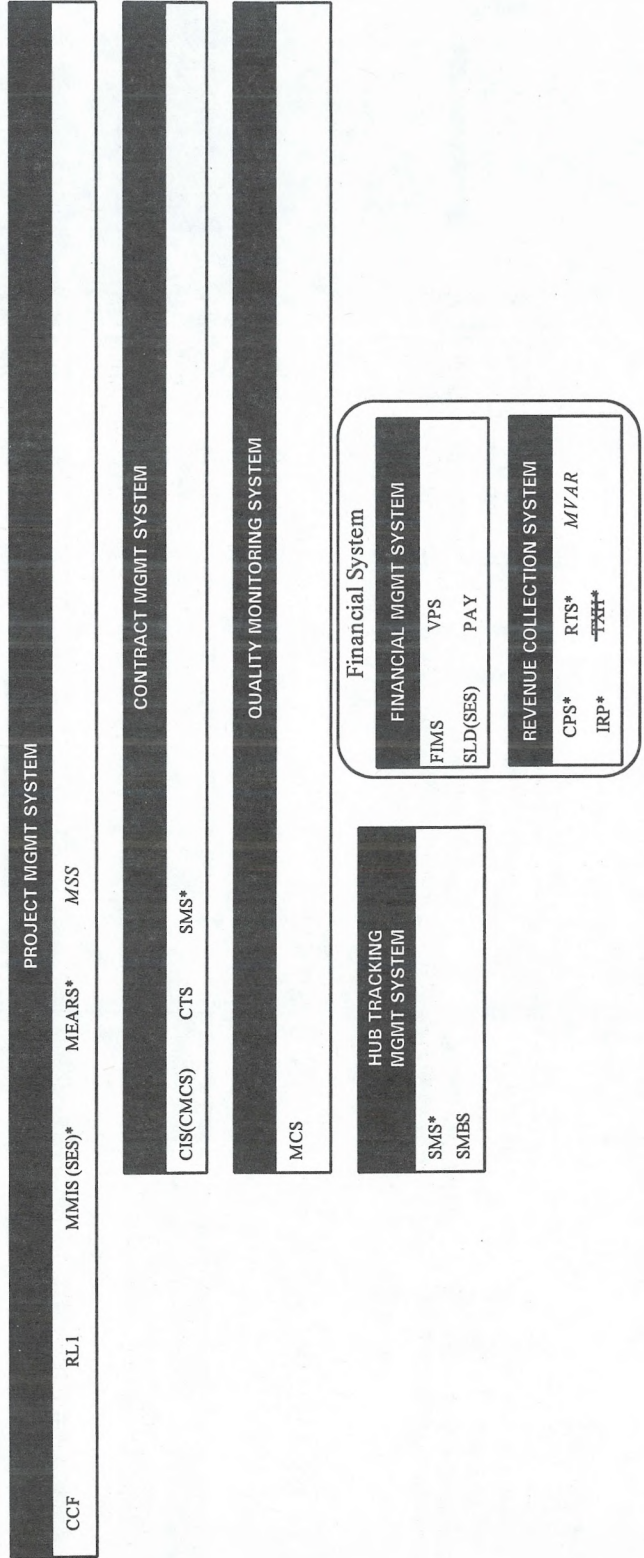 PROJECT MGMT SYSTEM
CCF RL1 MMIS (SES)* MEARS* MSS
CONTRACT MGMT SYSTEM
CIS(CMCS) CTS SMS*
QUALITY MONITORING SYSTEM
MCS
HUB TRACKING
MGMT SYSTEM
SMS*
SMBS
Financial System
FINANCIAL MGMT SYSTEM
FIMS VPS
SLD(SES) PAY
REVENUE COLLECTION SYSTEM
CPS* RTS* MVAR
IRP*